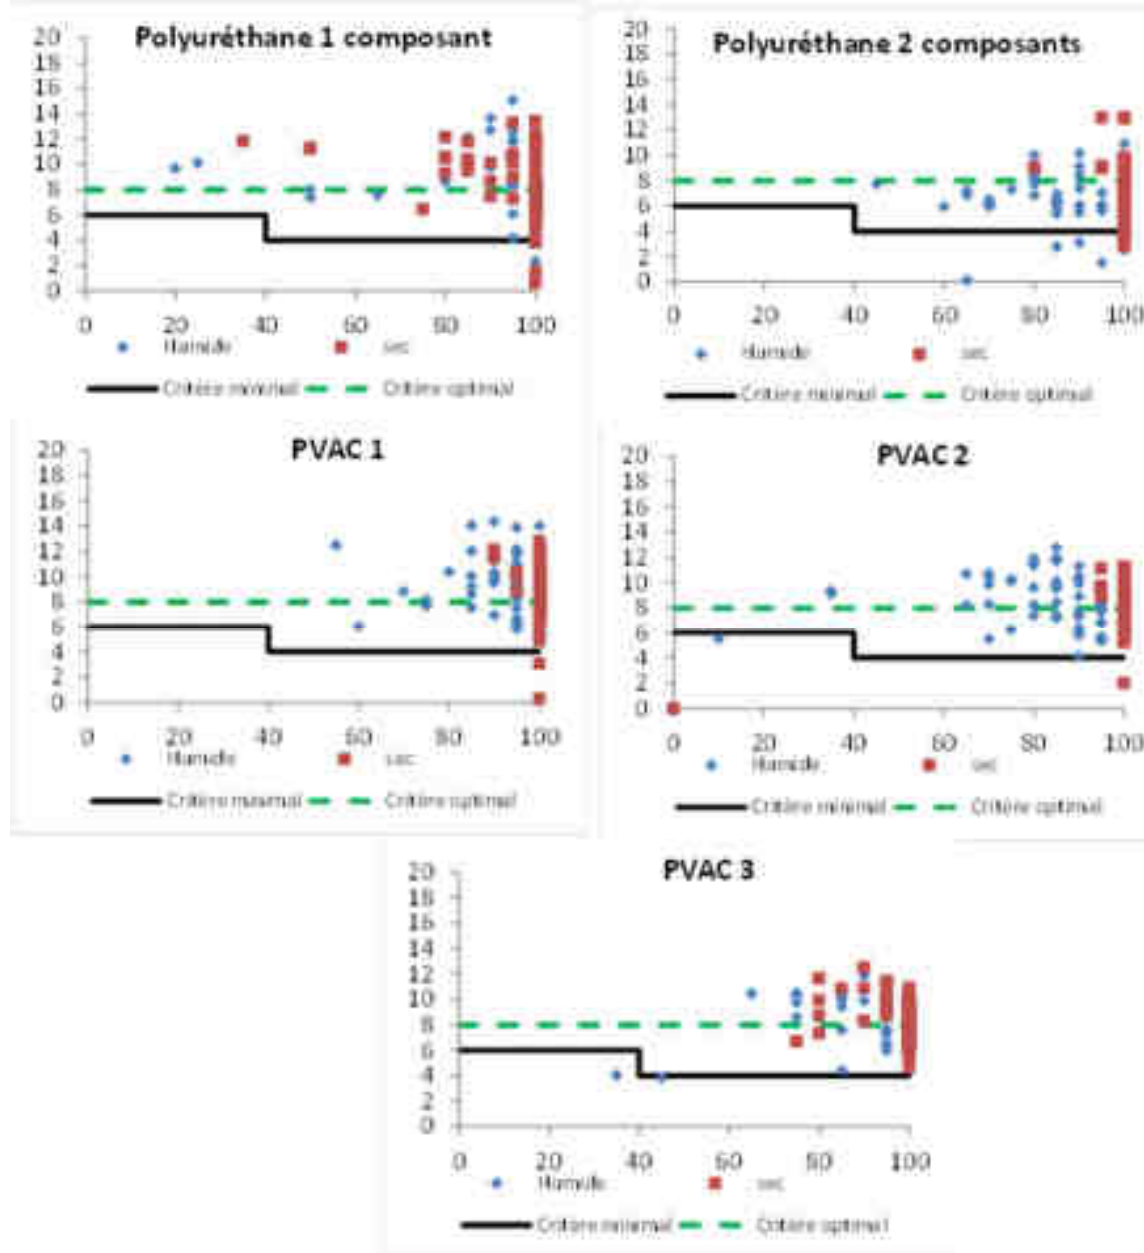 Polyuréthane 1 composant
20
18
16
14
12
10
8
6
4
2
0
0 20 40 60 80 100
Humide sec
Critère minimal Critère optimal
Polyuréthane 2 composants
20
18
16
14
12
10
8
6
4
2
0
0 20 40 60 80 100
Humide sec
Critère minimal Critère optimal
PVAC 1
20
18
16
14
12
10
8
6
4
2
0
0 20 40 60 80 100
Humide sec
Critère minimal Critère optimal
PVAC 2
20
18
16
14
12
10
8
6
4
2
0
0 20 40 60 80 100
Humide sec
Critère minimal Critère optimal
PVAC 3
20
18
16
14
12
10
8
6
4
2
0
0 20 40 60 80 100
Humide sec
Critère minimal Critère optimal